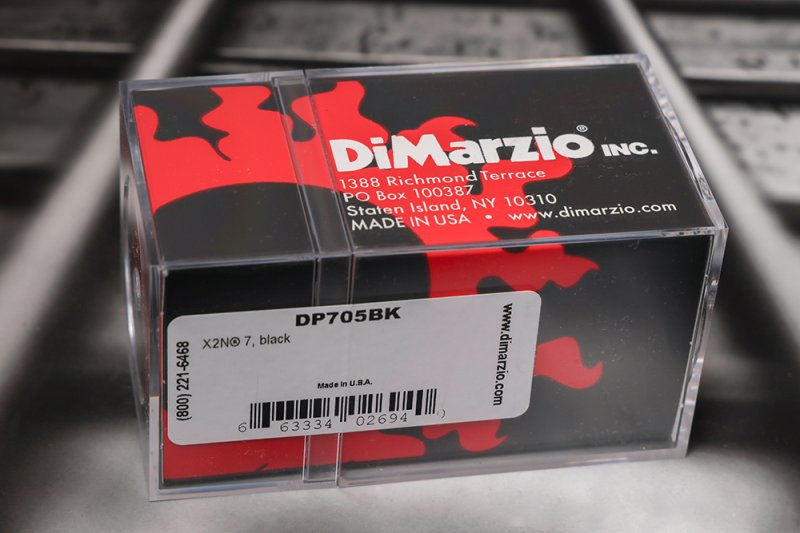 DiMarzio® INC.
1388 Richmond Terrace
PO Box 100387
Staten Island, NY 10310
MADE IN USA • www.dimarzio.com
DP705BK
X2N® 7, black
(800) 221-6468
www.dimarzio.com
Made in U.S.A.
6 63334 02694 0